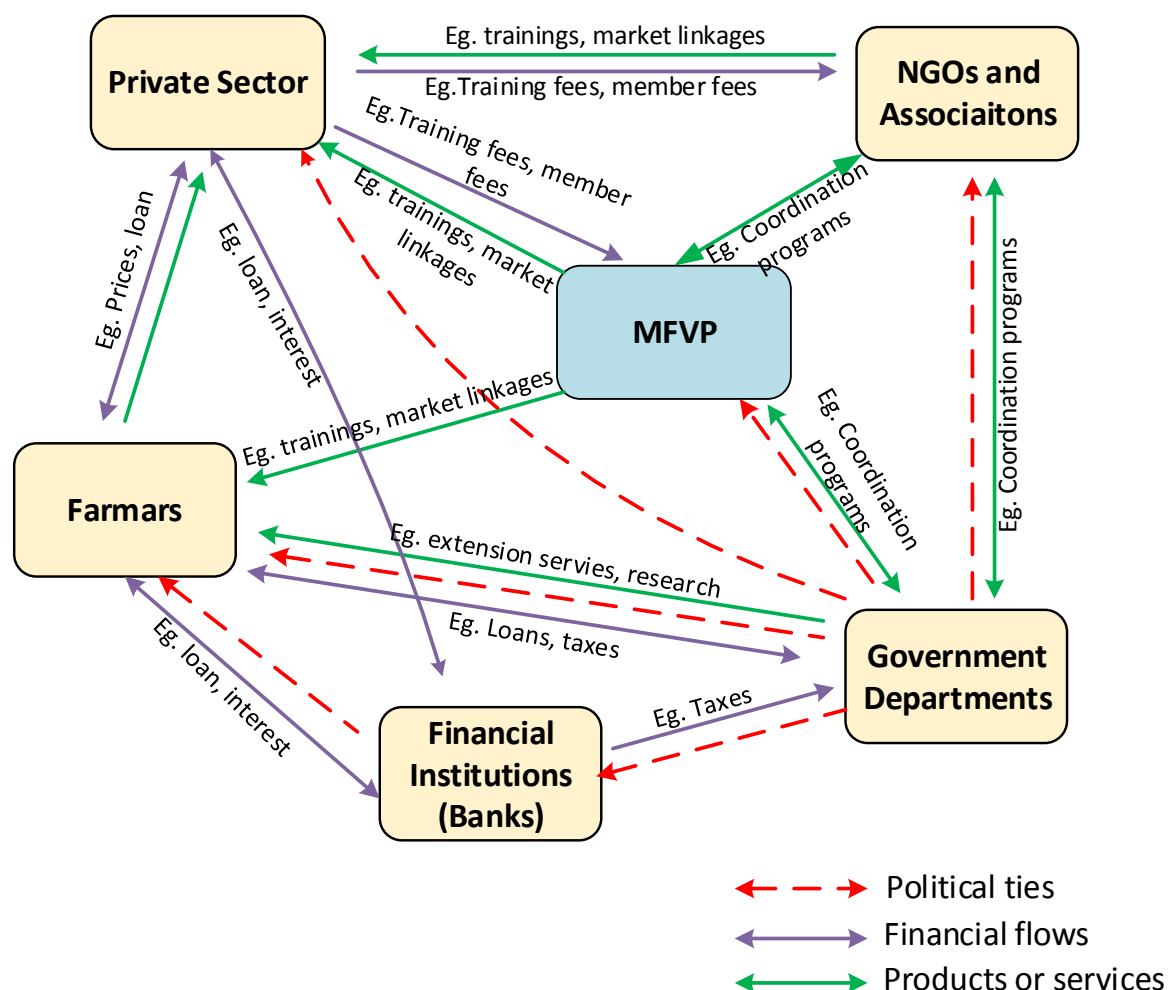 Eg. trainings, market linkages
Private Sector
NGOs and
Associaitons
Eg.Training fees, member fees
Eg.Training fees, member
fees
Eg. trainings, market
linkages
Eg. Coordination
programs
Eg. Prices, loan
Eg. loan, interest
MFVP
Eg. Coordination programs
Eg. trainings, market linkages
Eg. Coordination
programs
Farmars
Eg. extension servies, research
Eg. Loans, taxes
Eg. loan, interest
Government
Departments
Eg. Taxes
Financial
Institutions
(Banks)
Political ties
Financial flows
Products or services